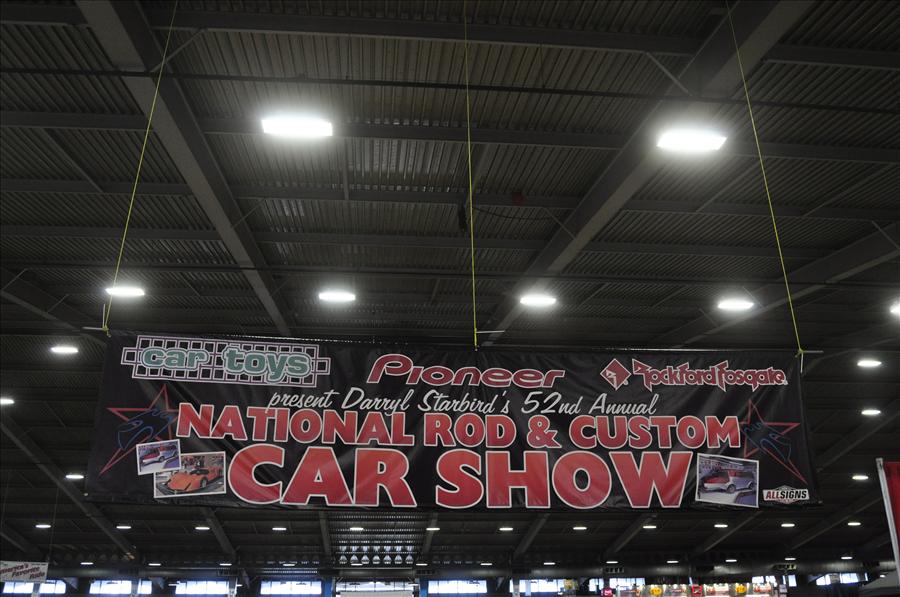 car toys
Pioneer
Rockford Fosgate
present Darryl Starbird's 52nd Annual
NATIONAL ROD & CUSTOM
CAR SHOW
ALLSIGNS